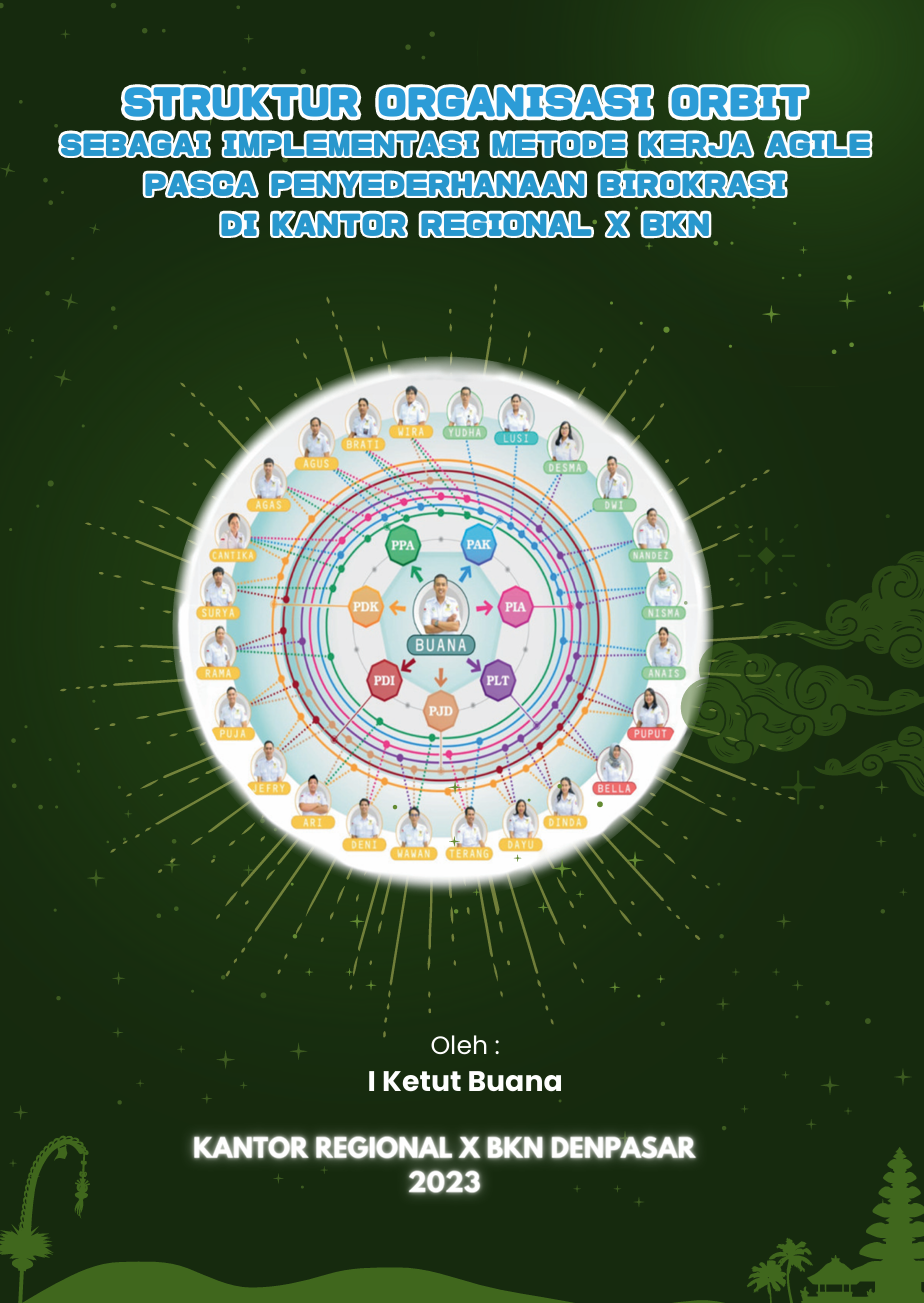 STRUKTUR ORGANISASI ORBIT
SEBAGAI IMPLEMENTASI METODE KERJA AGILE
PASCA PENYEDERHANAAN BIROKRASI
DI KANTOR REGIONAL X BKN
WIRA
YUDHA
LUSI
BRATI
AGUS
DESMA
AGAS
DWI
CANTIKA
NANDEZ
SURYA
NISMA
RAMA
ANAIS
PUJA
PUPUT
JEFRY
BELLA
ARI
DINDA
DENI
WAWAN
TERANG
DAYU
PPA
PAK
PDK
PIA
BUANA
PDI
PLT
PJD
Oleh :
I Ketut Buana
KANTOR REGIONAL X BKN DENPASAR
2023